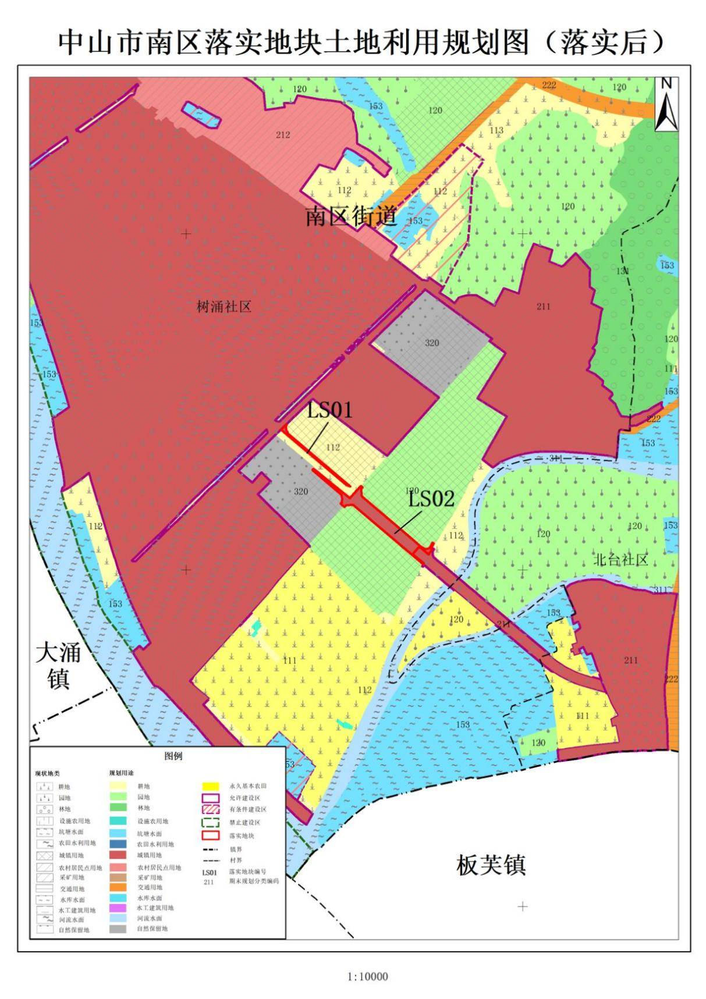 中山市南区落实地块土地利用规划图（落实后）
N
120
222
120
153
120
113
212
112
112
南区街道
153
120
153
131
树涌社区
211
153
120
320
111
153
153
LS01
222
112
153
311
320
120
LS02
112
112
120
120
153
北台社区
311
153
153
120
211
大涌
镇
111
211
222
112
111
153
120
53
板芙镇
图例
现状地类
耕地
园地
林地
设施农用地
坑塘水面
农田水利用地
城镇用地
农村居民点用地
采矿用地
交通用地
水库水面
水工建筑用地
河流水面
自然保留地
规划用途
耕地
园地
林地
设施农用地
坑塘水面
农田水利用地
城镇用地
农村居民点用地
采矿用地
交通用地
水库水面
水工建筑用地
河流水面
自然保留地
永久基本农田
允许建设区
有条件建设区
禁止建设区
落实地块
镇界
村界
LS01 落实地块编号
211 期末规划分类编码
1:10000